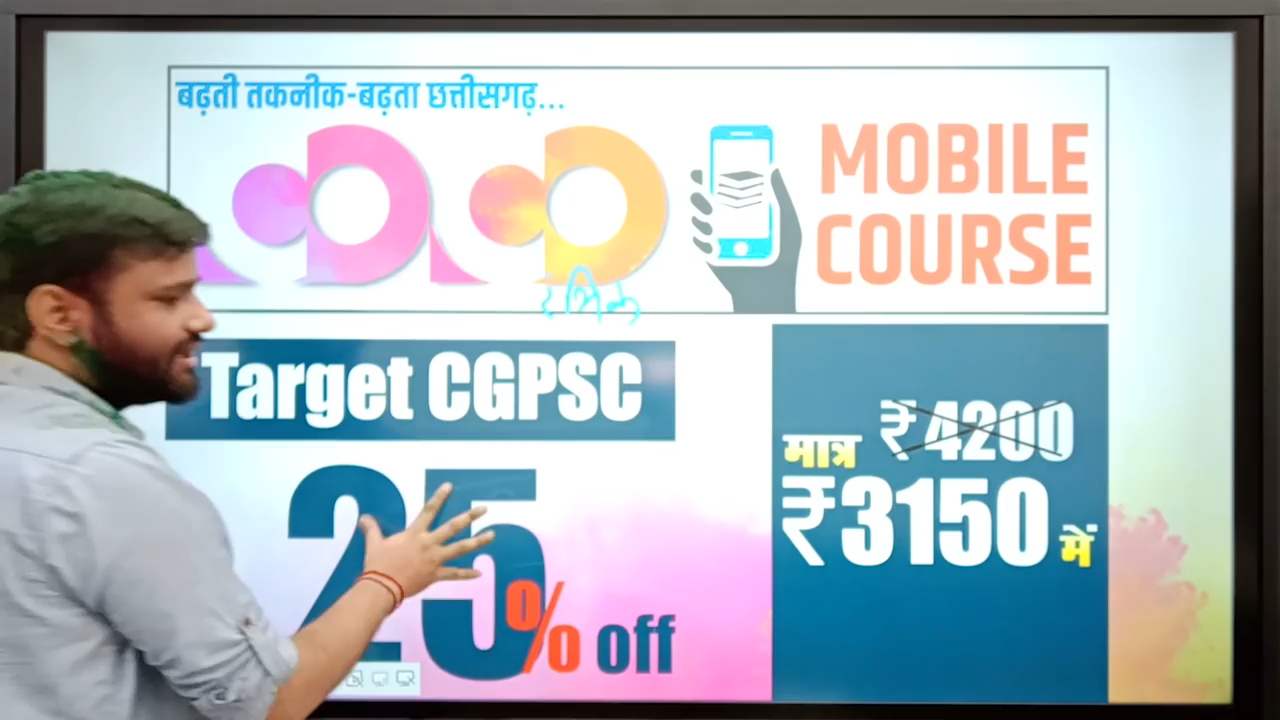 बढ़ती तकनीक-बढ़ता छत्तीसगढ़...
MOBILE
COURSE
Target CGPSC
25% off
मात्र ₹4200
₹3150 में